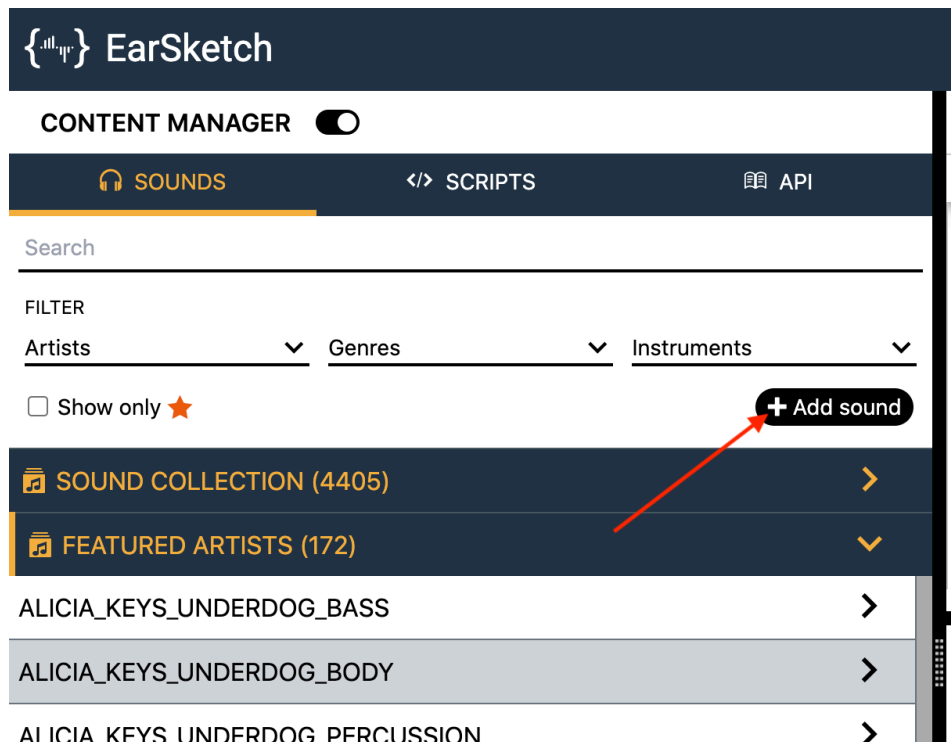 EarSketch
CONTENT MANAGER
SOUNDS </> SCRIPTS API
Search
FILTER
Artists Genres Instruments
Show only + Add sound
SOUND COLLECTION (4405)
FEATURED ARTISTS (172)
ALICIA_KEYS_UNDERDOG_BASS
ALICIA_KEYS_UNDERDOG_BODY
ALICIA_KEYS_UNDERDOG_PERCUSSION